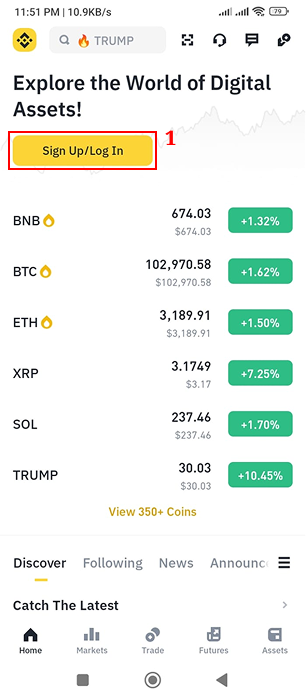 11:51 PM | 10.9KB/s 79
🔥 TRUMP
Explore the World of Digital
Assets!
Sign Up/Log In 1
BNB 674.03 +1.32%
$674.03
BTC 102,970.58 +1.62%
$102,970.58
ETH 3,189.91 +1.50%
$3,189.91
XRP 3.1749 +7.25%
$3.17
SOL 237.46 +1.70%
$237.46
TRUMP 30.03 +10.45%
$30.03
View 350+ Coins
Discover Following News Announc
Catch The Latest
Home Markets Trade Futures Assets